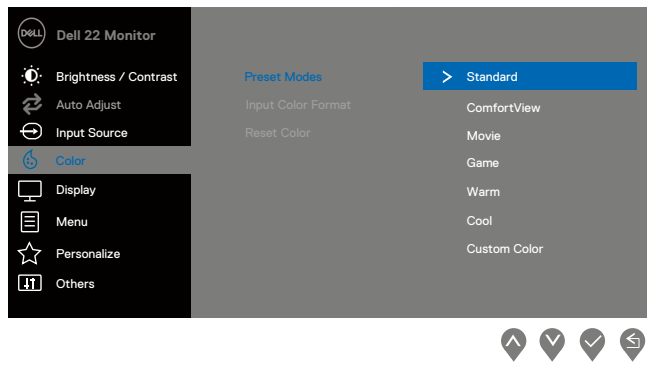 DELL
Dell 22 Monitor
Brightness / Contrast
Auto Adjust
Input Source
Color
Display
Menu
Personalize
Others
Preset Modes
Input Color Format
Reset Color
Standard
ComfortView
Movie
Game
Warm
Cool
Custom Color